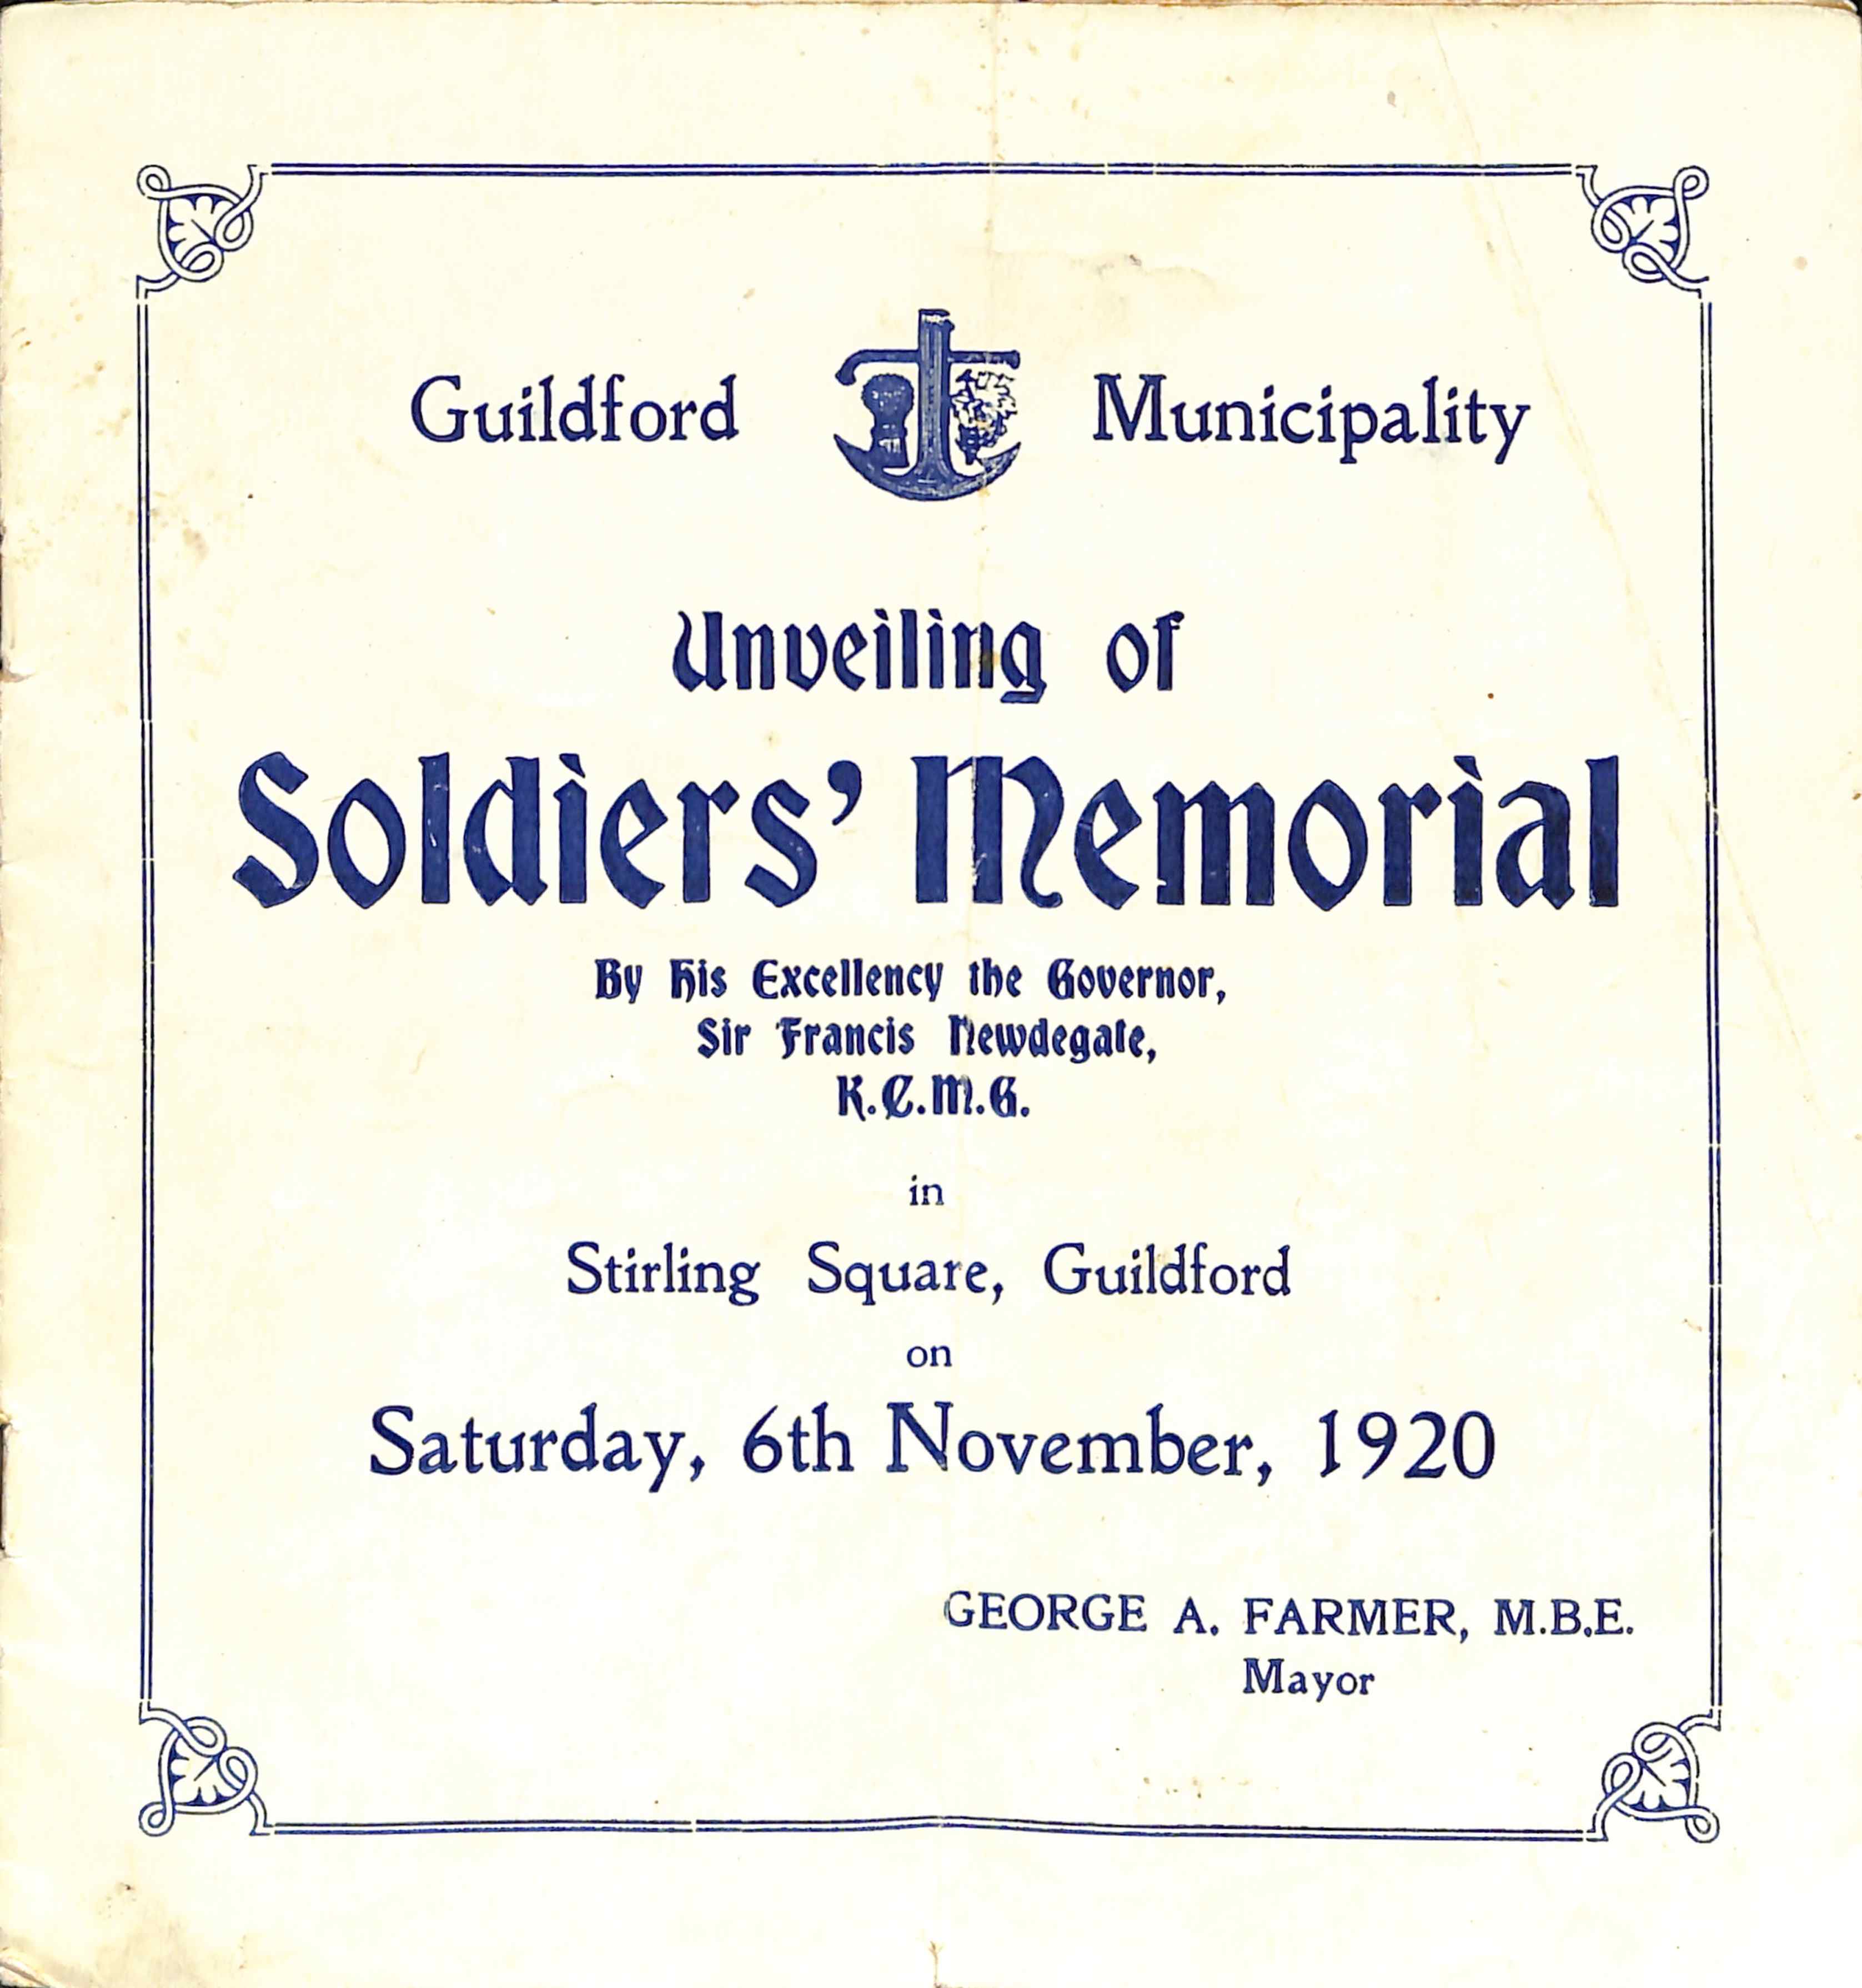 Guildford Municipality
Unveiling of
Soldiers' Memorial
By His Excellency the Governor,
Sir Francis Newdegate,
K.C.M.G.
in
Stirling Square, Guildford
on
Saturday, 6th November, 1920
GEORGE A. FARMER, M.B.E.
Mayor